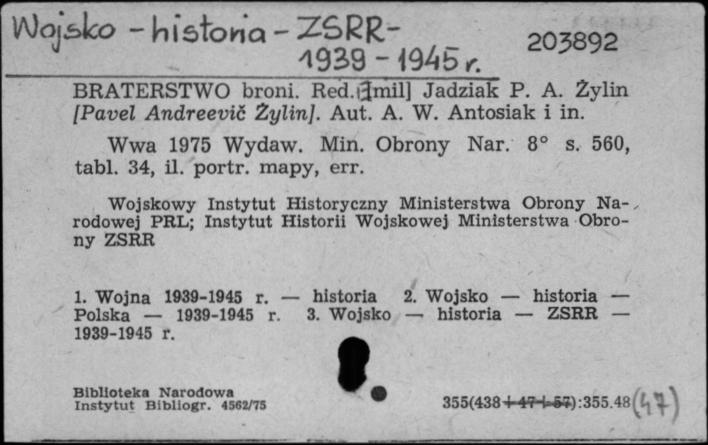 Wojsko - historia - ZSRR -
1939 - 1945 r.
203892
BRATERSTWO broni. Red. [Emil] Jadziak P. A. Żylin
[Pavel Andreevič Žylin]. Aut. A. W. Antosiak i in.
Wwa 1975 Wydaw. Min. Obrony Nar. 8° s. 560,
tabl. 34, il. portr. mapy, err.
Wojskowy Instytut Historyczny Ministerstwa Obrony Na-
rodowej PRL; Instytut Historii Wojskowej Ministerstwa Obro-
ny ZSRR
1. Wojna 1939-1945 r. — historia 2. Wojsko — historia —
Polska — 1939-1945 r. 3. Wojsko — historia — ZSRR —
1939-1945 r.
Biblioteka Narodowa
Instytut Bibliogr. 4562/75
355(438+47+57):355.48(47)